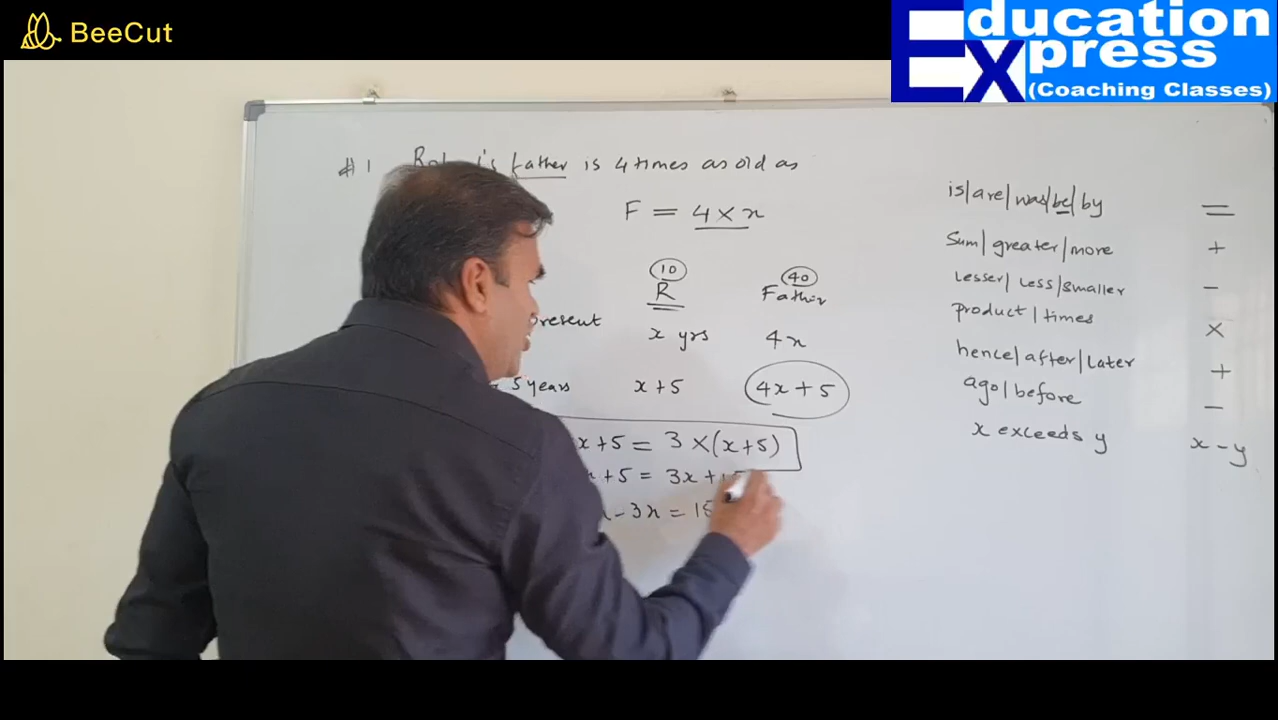 BeeCut
Education
Express
(Coaching Classes)
#1 is father is 4 times as old as
F = 4 × x
10 40
R Father
present x yrs 4x
5 years x+5 4x+5
x+5 = 3×(x+5)
+5 = 3x+15
- 3x = 15
is/are/was/be/by =
Sum/greater/more +
Lesser/Less/smaller -
product/times ×
hence/after/Later +
ago/before -
x exceeds y x-y